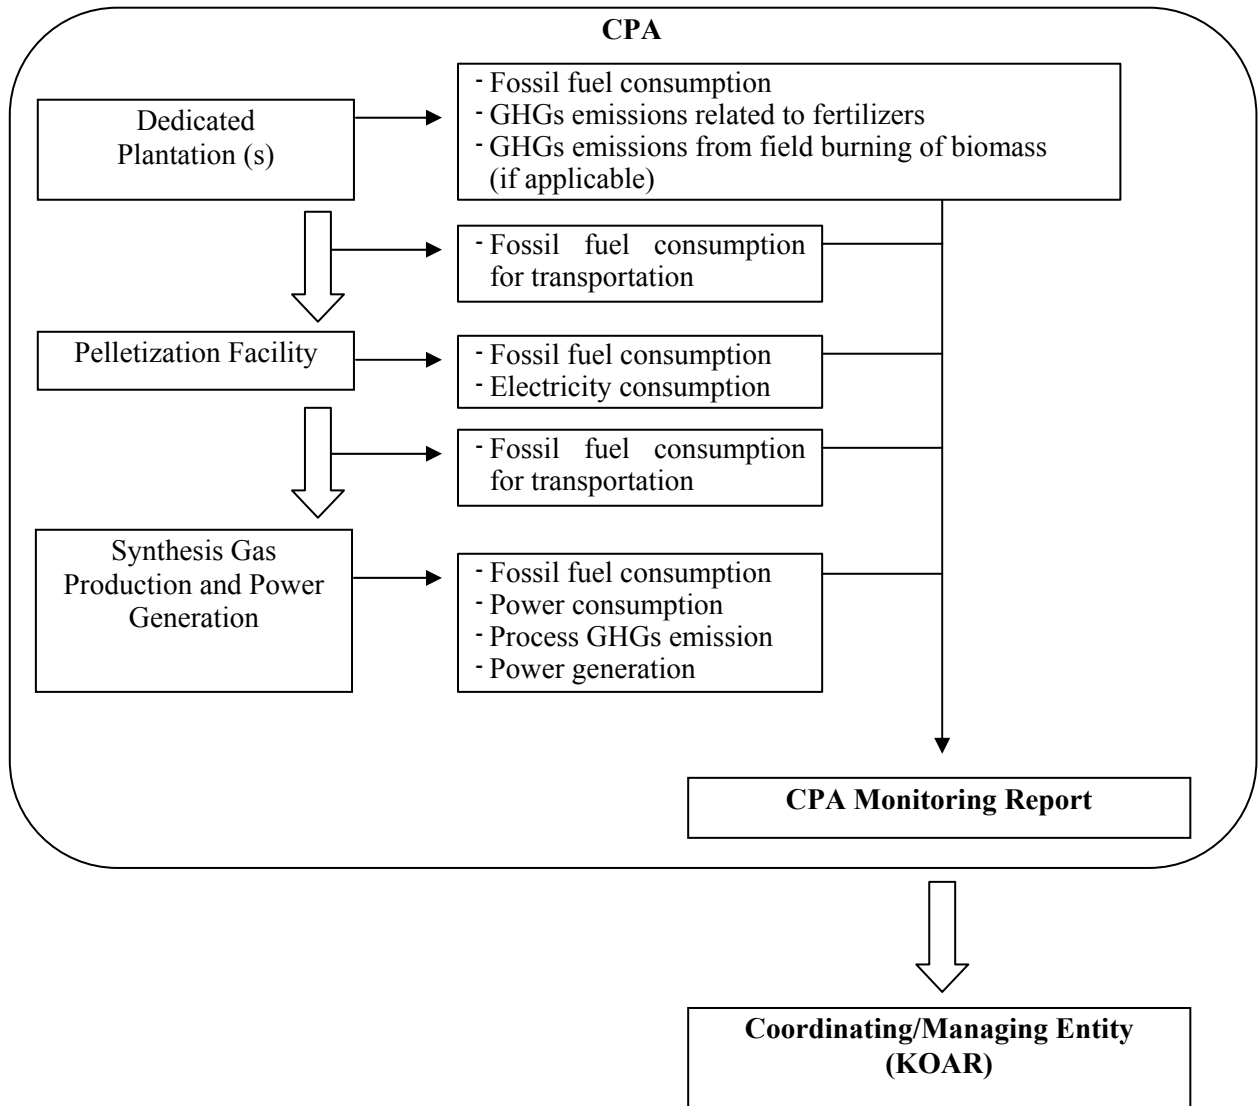 CPA
Dedicated
Plantation (s)
- Fossil fuel consumption
- GHGs emissions related to fertilizers
- GHGs emissions from field burning of biomass
(if applicable)
- Fossil fuel consumption
for transportation
Pelletization Facility
- Fossil fuel consumption
- Electricity consumption
- Fossil fuel consumption
for transportation
Synthesis Gas
Production and Power
Generation
- Fossil fuel consumption
- Power consumption
- Process GHGs emission
- Power generation
CPA Monitoring Report
Coordinating/Managing Entity
(KOAR)